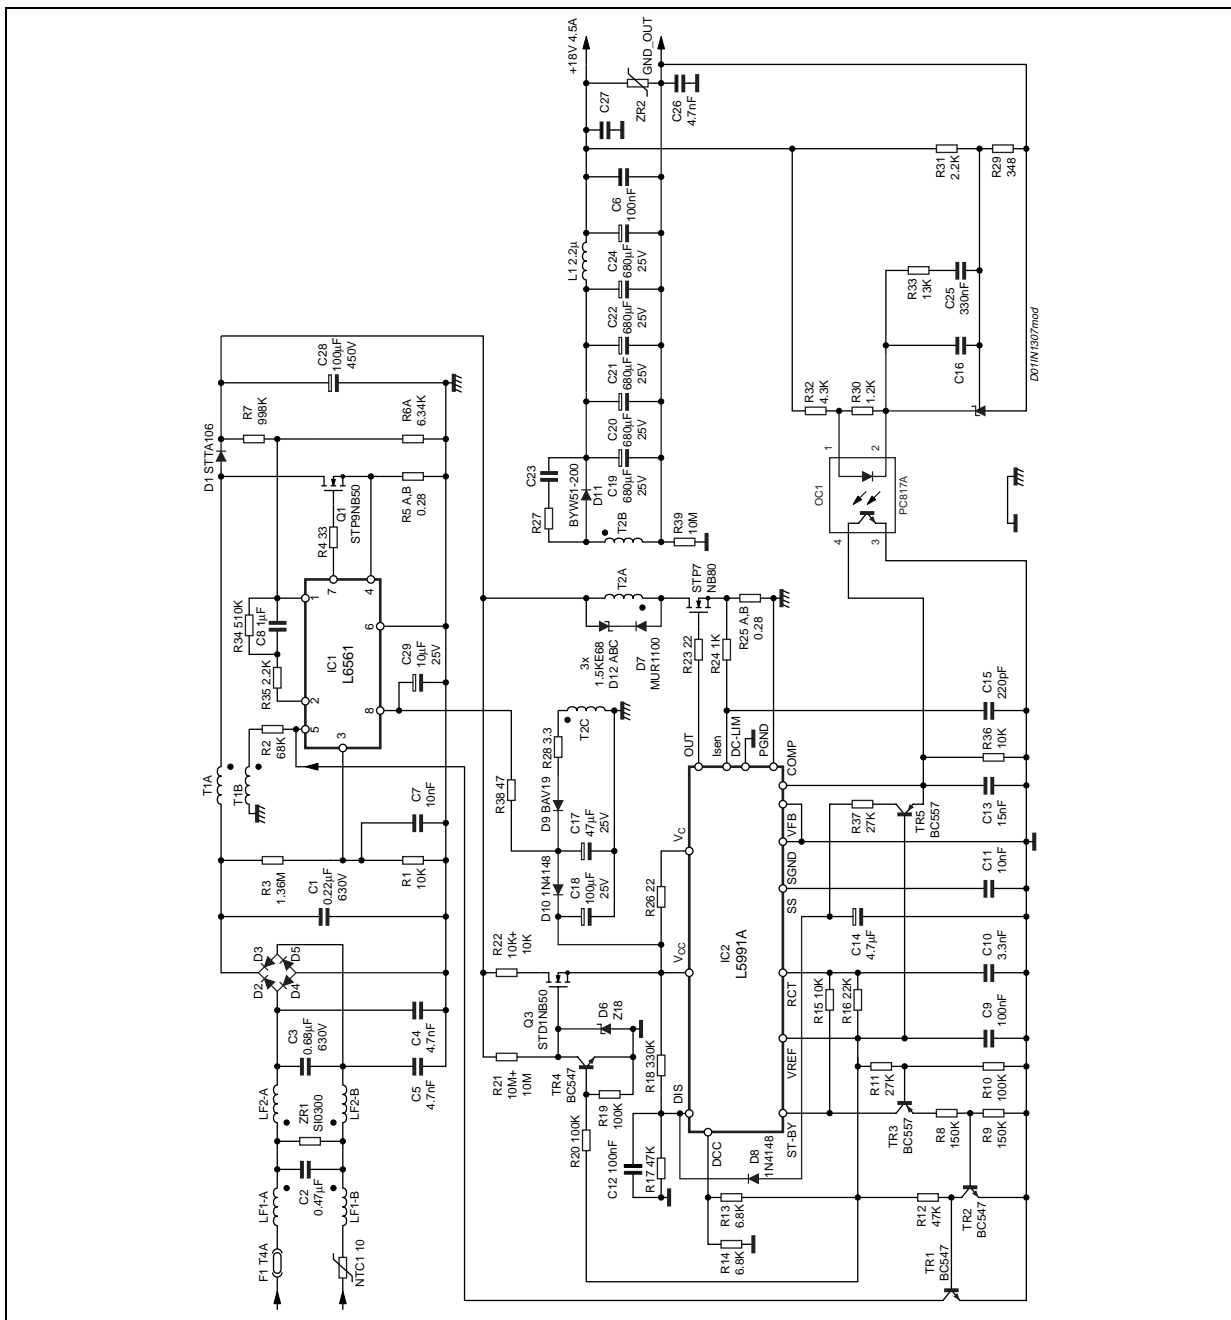 F1 T4A
NTC1 10
LF1-A
LF1-B
C2
0.47µF
ZR1
SI0300
LF2-A
LF2-B
C3
0.68µF
630V
C5
4.7nF
C4
4.7nF
D2
D3
D4
D5
C1
0.22µF
630V
R3
1.36M
R1
10K
C7
10nF
T1A
T1B
R2
68K
R35 2.2K
R34 510K
C8 1µF
IC1
L6561
5
2
1
3
8
6
7
4
C29
10µF
25V
R4 33
Q1
STP9NB50
R5 A,B
0.28
D1 STTA106
R7
998K
R6A
6.34K
C28
100µF
450V
R21
10M+
10M
R22
10K+
10K
Q3
STD1NB50
TR4
BC547
D6
Z18
R19
100K
R20 100K
D10 1N4148
D9 BAV19
R28 3.3
R38 47
C18
100µF
25V
C17
47µF
25V
T2C
3x
1.5KE68
D12 ABC
D7
MUR1100
T2A
STP7
NB80
R23 22
R24 1K
R25 A,B
0.28
R27
C23
BYW51-200
D11
T2B
R39
10M
C19
680µF
25V
C20
680µF
25V
C21
680µF
25V
C22
680µF
25V
L1 2.2µ
C24
680µF
25V
C6
100nF
C27
ZR2
C26
4.7nF
+18V 4.5A
GND_OUT
C12 100nF
R17 47K
R18 330K
R26 22
DIS
VCC
VC
OUT
Isen
DC-LIM
PGND
COMP
VFB
SGND
SS
RCT
VREF
ST-BY
DCC
IC2
L5991A
D8
1N4148
R14
6.8K
R13
6.8K
R12
47K
TR1
BC547
TR2
BC547
TR3
BC557
R8
150K
R9
150K
R11
27K
R10
100K
R15 10K
R16 22K
C9
100nF
C10
3.3nF
C14
4.7µF
C11
10nF
C13
15nF
R37
27K
TR5
BC557
R36
10K
C15
220pF
OC1
PC817A
4
3
1
2
R32
4.3K
R30
1.2K
C16
R33
13K
C25
330nF
R31
2.2K
R29
348
D01IN1307mod